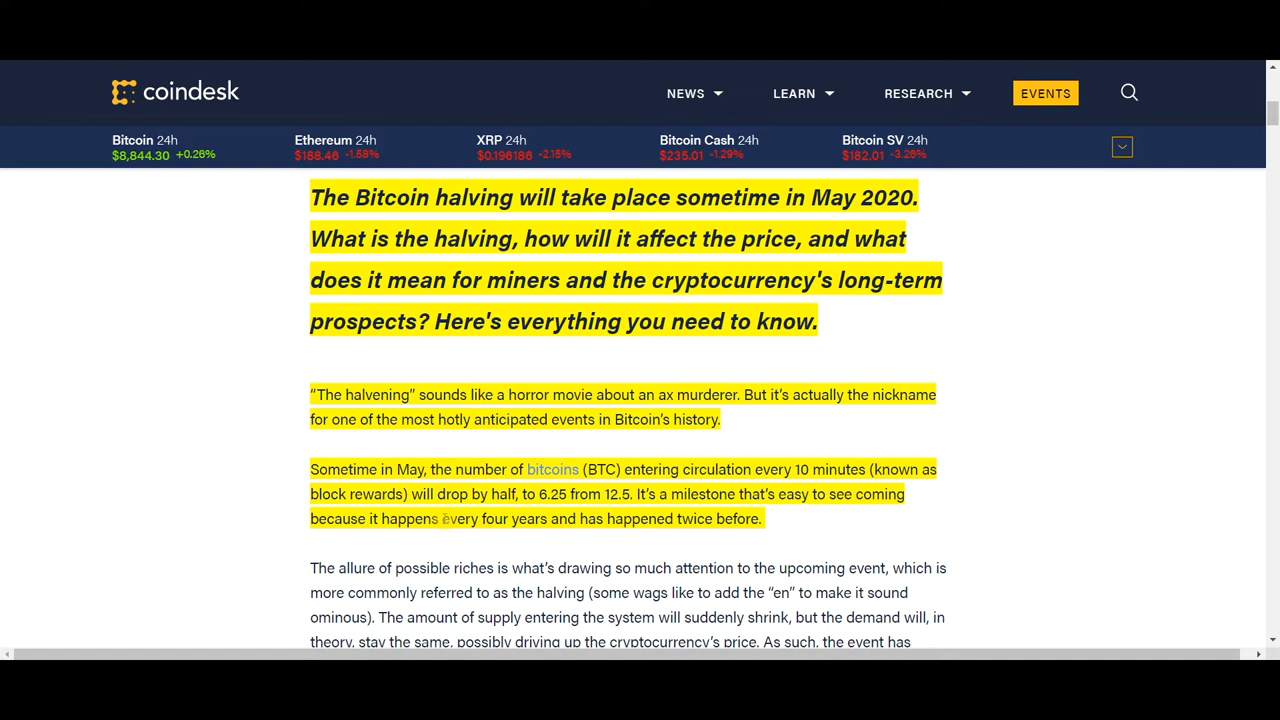 coindesk
NEWS
LEARN
RESEARCH
EVENTS
Bitcoin 24h
$8,844.30 +0.26%
Ethereum 24h
$188.46 -1.58%
XRP 24h
$0.196186 -2.15%
Bitcoin Cash 24h
$235.01 -1.29%
Bitcoin SV 24h
$182.01 -3.26%
The Bitcoin halving will take place sometime in May 2020.
What is the halving, how will it affect the price, and what
does it mean for miners and the cryptocurrency's long-term
prospects? Here's everything you need to know.
“The halvening” sounds like a horror movie about an ax murderer. But it’s actually the nickname
for one of the most hotly anticipated events in Bitcoin’s history.
Sometime in May, the number of bitcoins (BTC) entering circulation every 10 minutes (known as
block rewards) will drop by half, to 6.25 from 12.5. It’s a milestone that’s easy to see coming
because it happens every four years and has happened twice before.
The allure of possible riches is what’s drawing so much attention to the upcoming event, which is
more commonly referred to as the halving (some wags like to add the “en” to make it sound
ominous). The amount of supply entering the system will suddenly shrink, but the demand will, in
theory, stay the same, possibly driving up the cryptocurrency’s price. As such, the event has